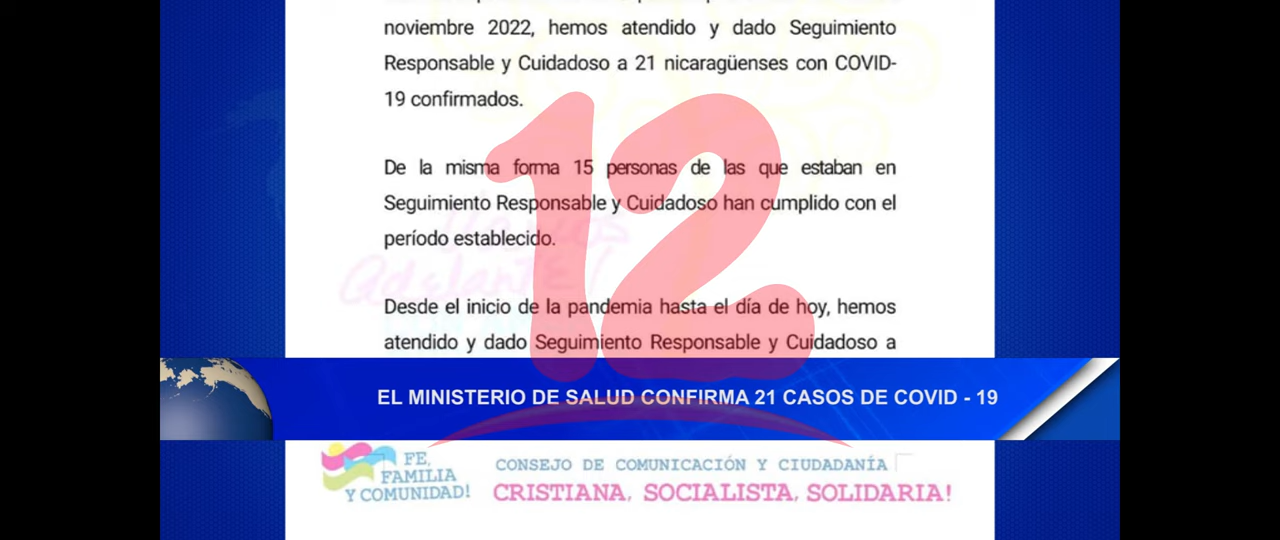 noviembre 2022, hemos atendido y dado Seguimiento
Responsable y Cuidadoso a 21 nicaragüenses con COVID-
19 confirmados.
De la misma forma 15 personas de las que estaban en
Seguimiento Responsable y Cuidadoso han cumplido con el
período establecido.
Adelante!
Desde el inicio de la pandemia hasta el día de hoy, hemos
atendido y dado Seguimiento Responsable y Cuidadoso a
12
EL MINISTERIO DE SALUD CONFIRMA 21 CASOS DE COVID - 19
FE,
FAMILIA
Y COMUNIDAD!
CONSEJO DE COMUNICACIÓN Y CIUDADANÍA
CRISTIANA, SOCIALISTA, SOLIDARIA!